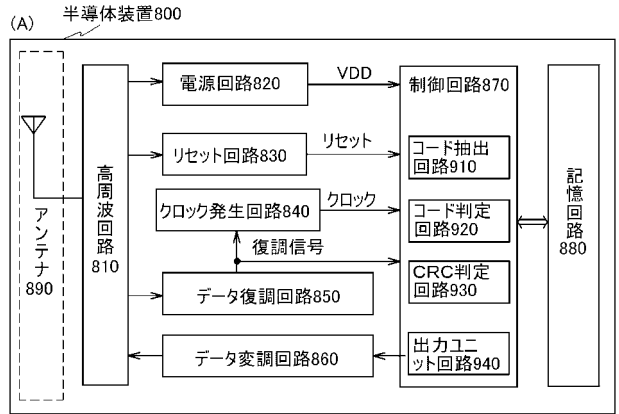 (A)
半導体装置800
アンテナ
890
高周波回路
810
電源回路820
VDD
リセット回路830
リセット
クロック発生回路840
クロック
復調信号
データ復調回路850
データ変調回路860
制御回路870
コード抽出
回路910
コード判定
回路920
CRC判定
回路930
出力ユニ
ット回路940
記憶回路
880